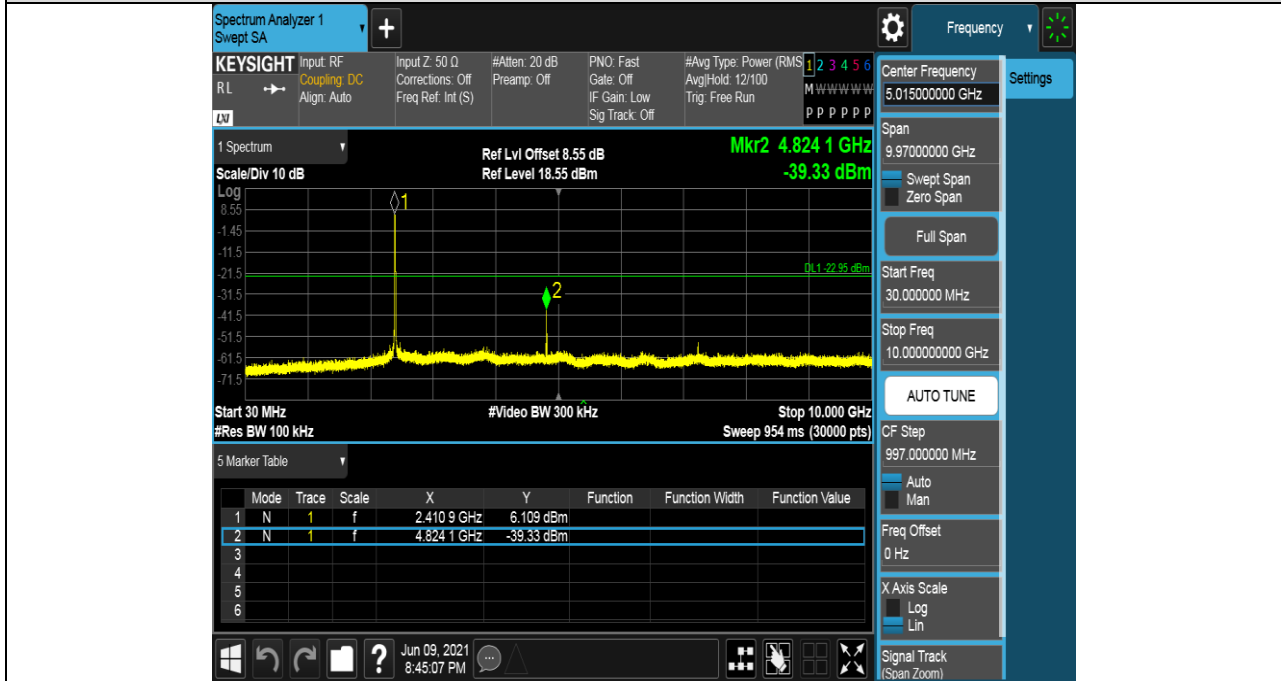 Spectrum Analyzer 1
Swept SA
+
Frequency
KEYSIGHT
RL
LXI
Input: RF
Coupling: DC
Align: Auto
Input Z: 50 Ω
Corrections: Off
Freq Ref: Int (S)
#Atten: 20 dB
Preamp: Off
PNO: Fast
Gate: Off
IF Gain: Low
Sig Track: Off
#Avg Type: Power (RMS
Avg|Hold: 12/100
Trig: Free Run
1 2 3 4 5 6
M W W W W W
P P P P P P
1 Spectrum
Scale/Div 10 dB
Ref Lvl Offset 8.55 dB
Ref Level 18.55 dBm
Mkr2 4.824 1 GHz
-39.33 dBm
Log
8.55
-1.45
-11.5
-21.5
-31.5
-41.5
-51.5
-61.5
-71.5
1
2
DL1 -22.95 dBm
Start 30 MHz
#Video BW 300 kHz
Stop 10.000 GHz
#Res BW 100 kHz
Sweep 954 ms (30000 pts)
5 Marker Table
Mode Trace Scale X Y Function Function Width Function Value
1 N 1 f 2.410 9 GHz 6.109 dBm
2 N 1 f 4.824 1 GHz -39.33 dBm
3
4
5
6
?
Jun 09, 2021
8:45:07 PM
Center Frequency
5.015000000 GHz
Settings
Span
9.97000000 GHz
Swept Span
Zero Span
Full Span
Start Freq
30.000000 MHz
Stop Freq
10.000000000 GHz
AUTO TUNE
CF Step
997.000000 MHz
Auto
Man
Freq Offset
0 Hz
X Axis Scale
Log
Lin
Signal Track
(Span Zoom)